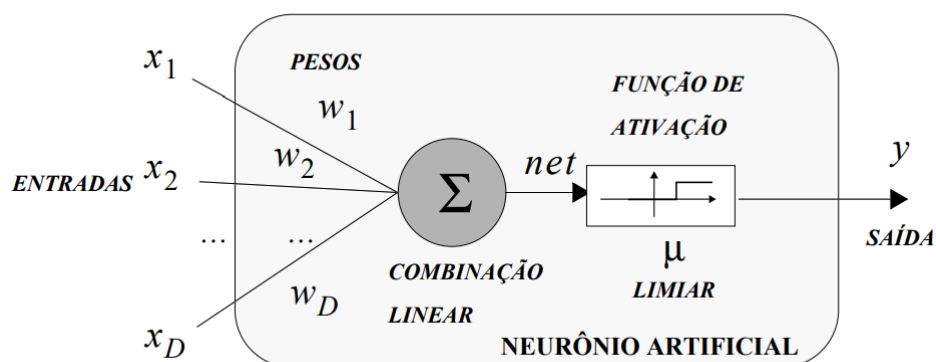 x1
PESOS
w1
FUNÇÃO DE
ATIVAÇÃO
ENTRADAS x2
w2
Σ
net
y
SAÍDA
... ...
COMBINAÇÃO
LINEAR
μ
LIMIAR
wD
xD
NEURÔNIO ARTIFICIAL